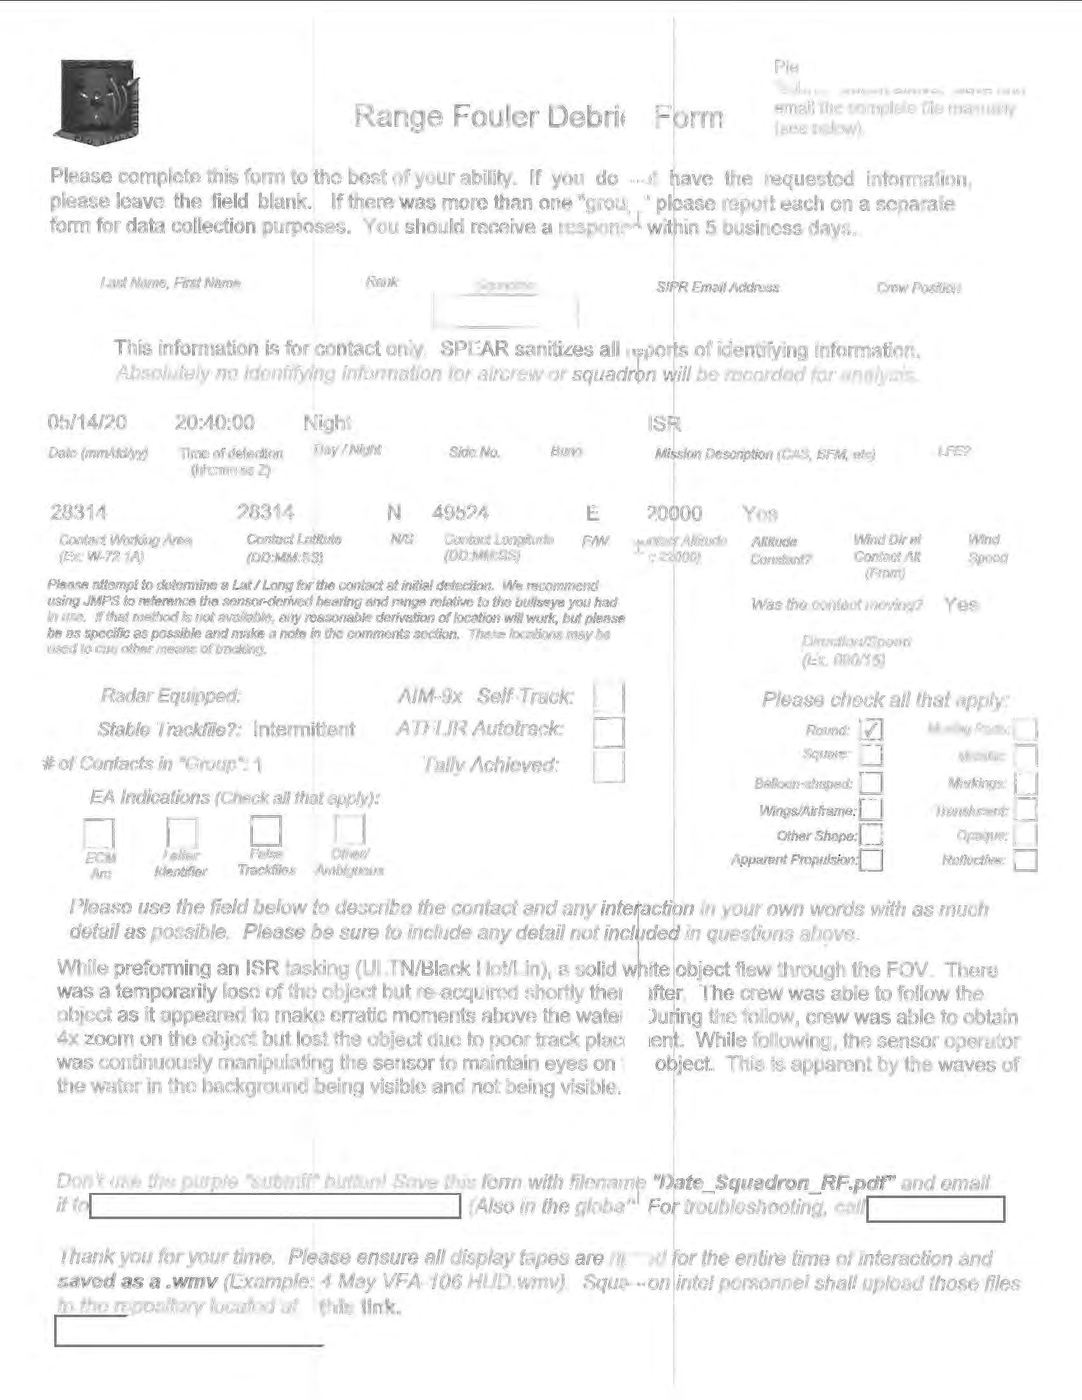 email the complete file manually
(see below).
Range Fouler Form
Please complete this form to the best of your ability. If you do have the requested information,
please leave the field blank. If there was more than one " " please report each on a separate
form for data collection purposes. You should receive a within 5 business days.
Last Name, First Name Rank SIPR Email Address Crew Position
This information is for contact only. SPEAR sanitizes all reports of identifying information.
Absolutely no identifying information for aircrew or squadron will be recorded for analysis.
05/14/20 20:40:00 Night ISR
Date (mm/dd/yy) Time of detection Day / Night Side No. Mission Description (CAS, BFM, etc) LFE?
28314 28314 N 49524 E 20000 Yes
Contact Working Area Contact Latitude N/S Contact Longitude E/W Altitude Altitude Wind Dir at Wind
(Ex: W-72 1A) (DD:MM:SS) (DD:MM:SS) Constant? Contact Alt Speed
(From)
Please attempt to determine a Lat / Long for the contact at initial detection. We recommend
using JMPS to reference the sensor-derived bearing and range relative to the bullseye you had
in use. If that method is not available, any reasonable derivation of location will work, but please
be as specific as possible and make a note in the comments section. These locations may be
used to cue other means of tracking.
Was the contact moving? Yes
Direction/Speed
(Ex. 090/15)
Radar Equipped: AIM-9x Self-Track: Please check all that apply:
Stable Trackfile?: Intermittent ATFLIR Autotrack: Round: ✓
# of Contacts in "Group": 1 Tally Achieved: Square: Metallic:
Balloon-shaped: Markings:
EA Indications (Check all that apply):
Wings/Airframe: Translucent:
Other Shape: Opaque:
Apparent Propulsion: Reflective:
ECM False Other/
Identifier Trackfiles Ambiguous
Please use the field below to describe the contact and any interaction in your own words with as much
detail as possible. Please be sure to include any detail not included in questions above.
While preforming an ISR tasking (, a solid white object flew through the FOV. There
was a temporarily lose of the object but re-acquired shortly after. The crew was able to follow the
object as it appeared to make erratic moments above the water During the follow, crew was able to obtain
4x zoom on the object but lost the object due to poor track While following, the sensor operator
was continuously manipulating the sensor to maintain eyes on object. This is apparent by the waves of
the water in the background being visible and not being visible.
Don't use the purple "submit" button! Save this form with filename "Date_Squadron_RF.pdf" and email
it to (Also in the global For troubleshooting, call
Thank you for your time. Please ensure all display tapes are for the entire time of interaction and
saved as a .wmv (Example: 4 May VFA 106 HUD.wmv). intel personnel shall upload those files
to the repository located at this link.